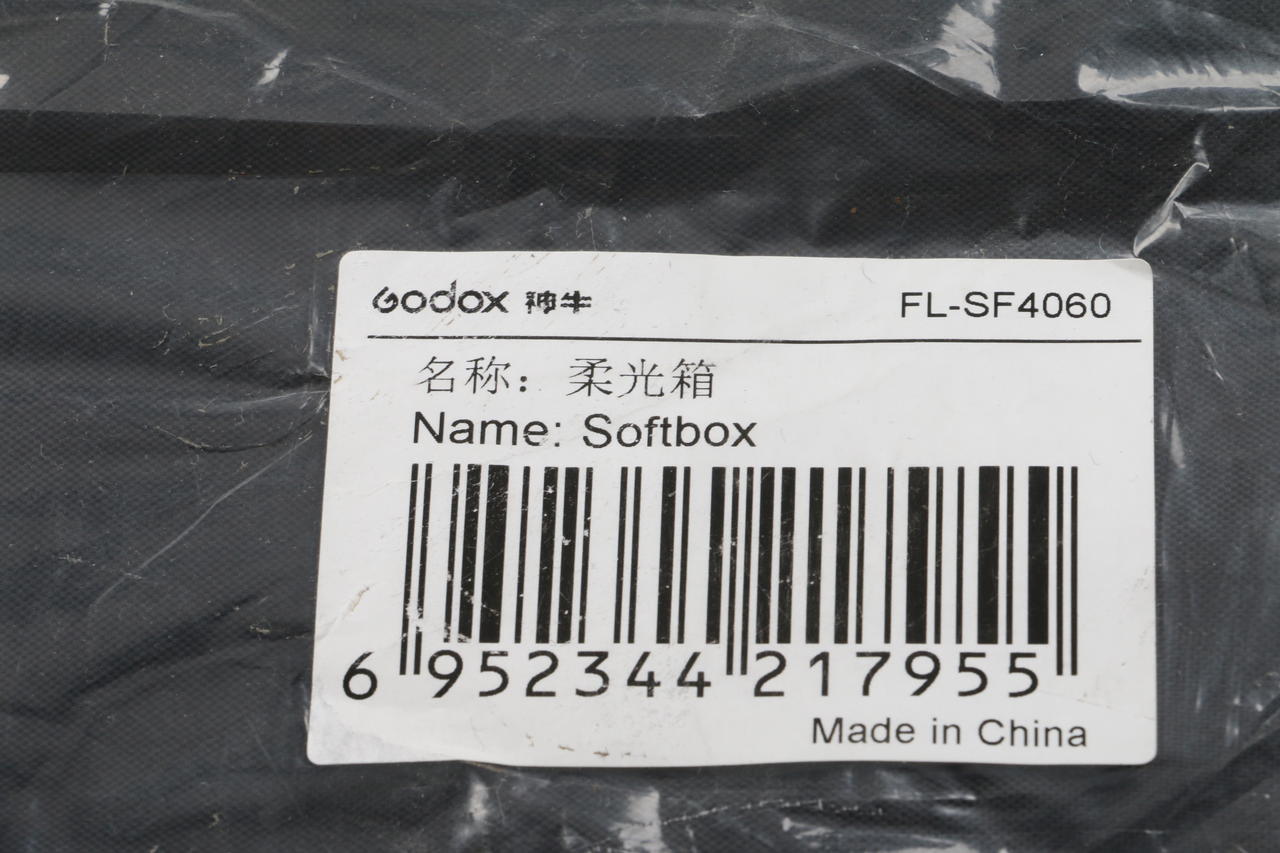 Godox 神牛 FL-SF4060
名称：柔光箱
Name: Softbox
6 952344 217955
Made in China